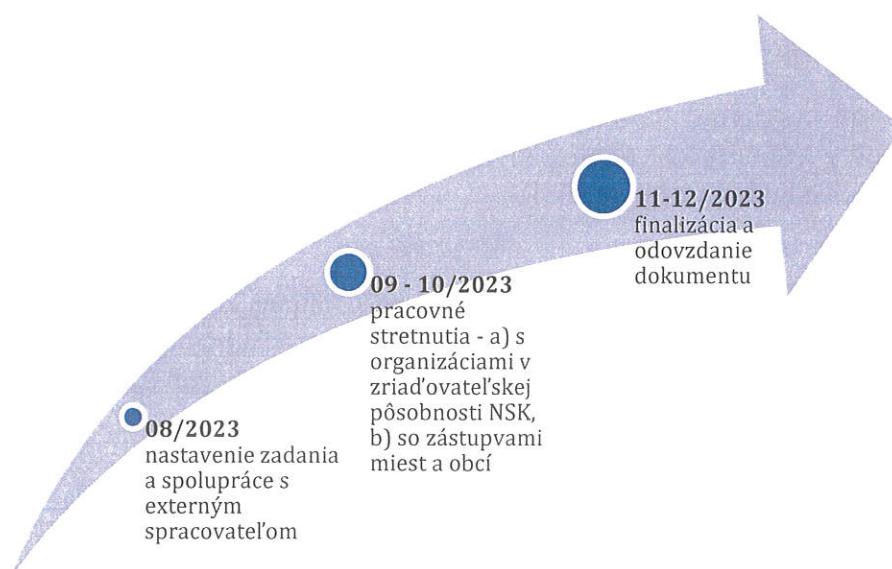 08/2023
nastavenie zadania
a spolupráce s
externým
spracovateľom
09 - 10/2023
pracovné
stretnutia - a) s
organizáciami v
zriaďovateľskej
pôsobnosti NSK,
b) so zástupvami
miest a obcí
11-12/2023
finalizácia a
odovzdanie
dokumentu